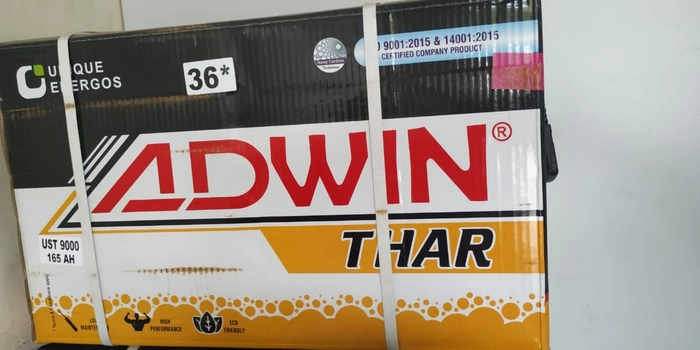 UNIQUE
ENERGOS
36*
9001:2015 & 14001:2015
CERTIFIED COMPANY PRODUCT
ADWIN®
THAR
UST 9000
165 AH
HIGH
PERFORMANCE
ECO
FRIENDLY